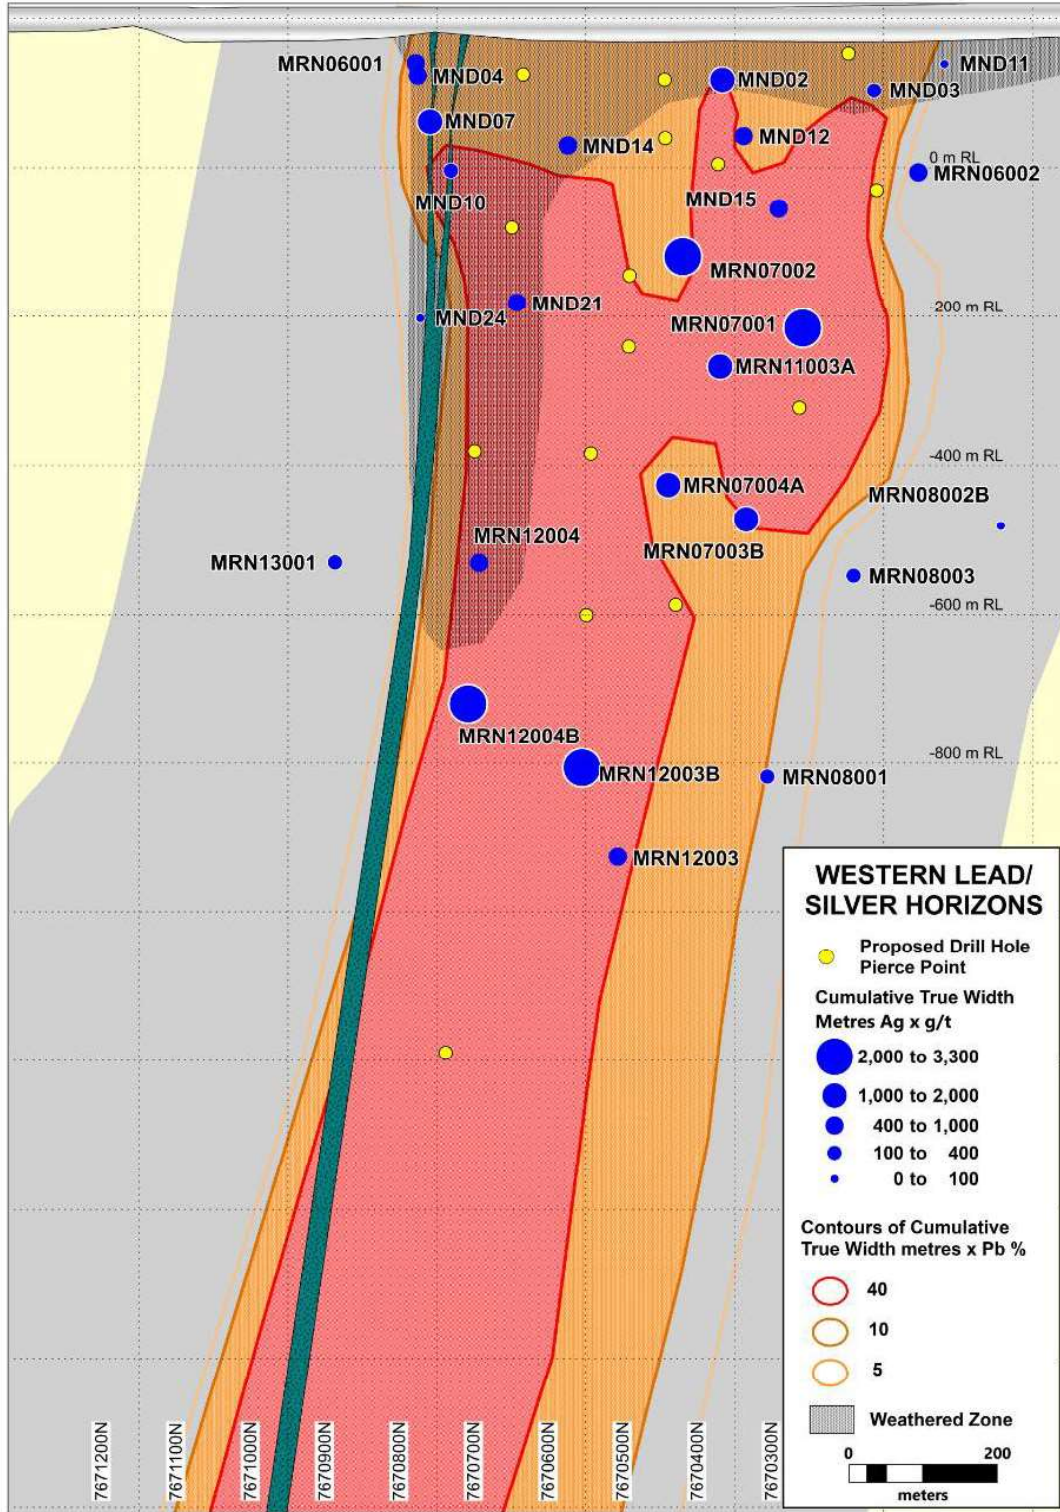 MRN06001
MND04
MND02
MND11
MND03
MND07
MND14
MND12
0 m RL
MRN06002
MND10
MND15
MRN07002
MND21
MND24
200 m RL
MRN07001
MRN11003A
-400 m RL
MRN07004A
MRN08002B
MRN12004
MRN07003B
MRN13001
MRN08003
-600 m RL
MRN12004B
-800 m RL
MRN12003B
MRN08001
MRN12003
WESTERN LEAD/
SILVER HORIZONS
Proposed Drill Hole
Pierce Point
Cumulative True Width
Metres Ag x g/t
2,000 to 3,300
1,000 to 2,000
400 to 1,000
100 to 400
0 to 100
Contours of Cumulative
True Width metres x Pb %
40
10
5
Weathered Zone
0 200
meters
7671200N
7671100N
7671000N
7670900N
7670800N
7670700N
7670600N
7670500N
7670400N
7670300N